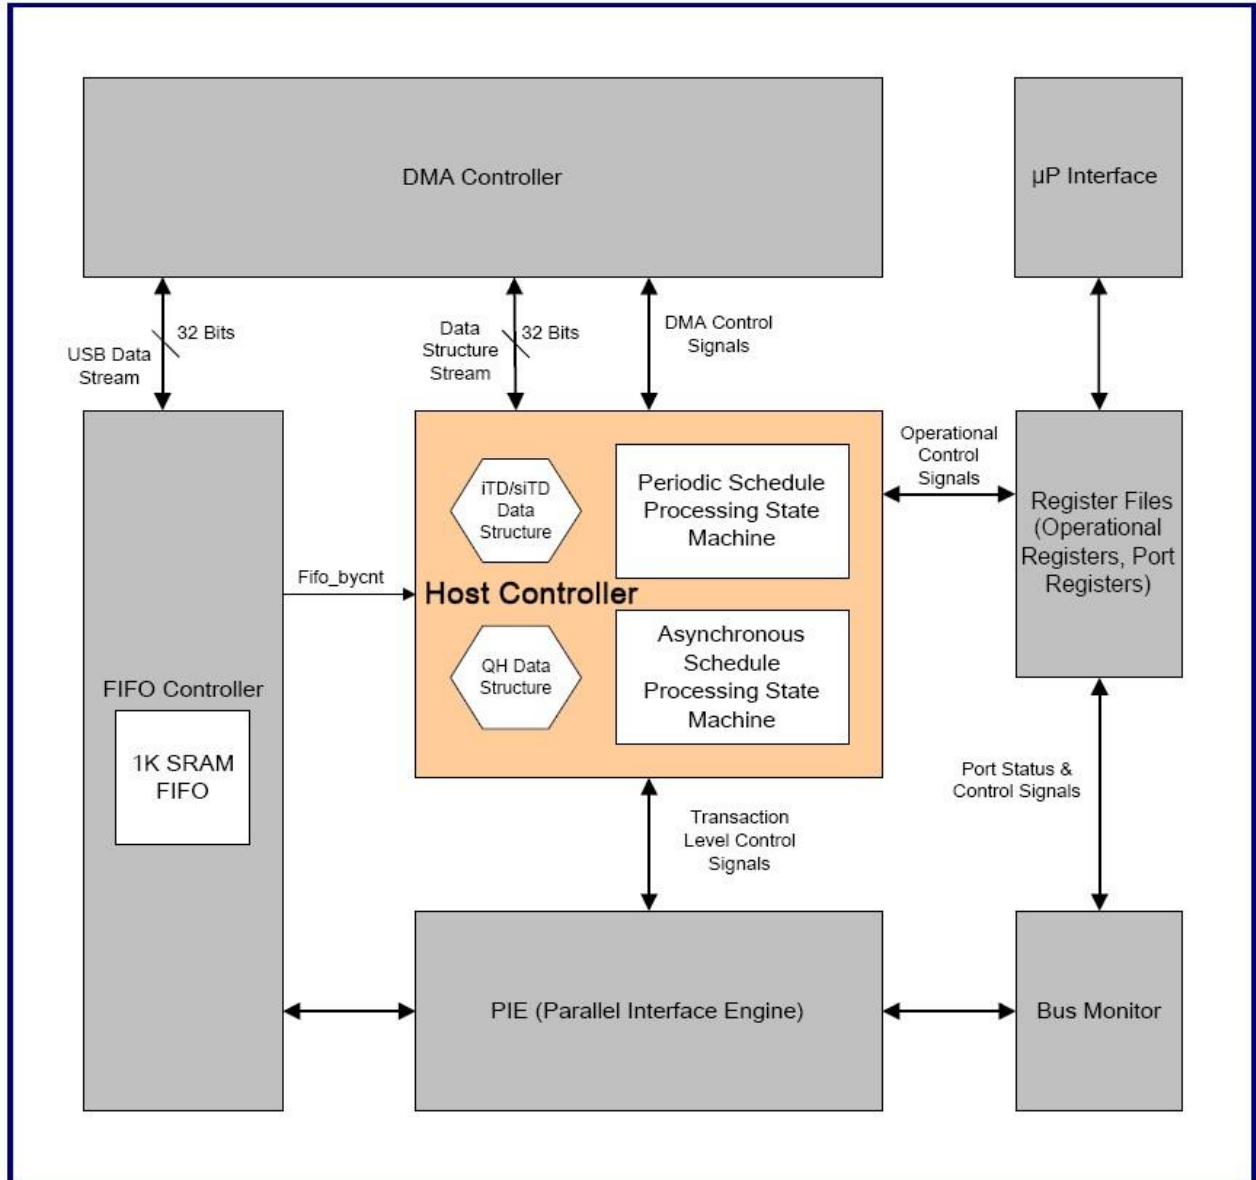 DMA Controller
µP Interface
USB Data
Stream
32 Bits
Data
Structure
Stream
32 Bits
DMA Control
Signals
Operational
Control
Signals
iTD/siTD
Data
Structure
Periodic Schedule
Processing State
Machine
Register Files
(Operational
Registers, Port
Registers)
Fifo_bycnt
Host Controller
QH Data
Structure
Asynchronous
Schedule
Processing State
Machine
FIFO Controller
1K SRAM
FIFO
Port Status &
Control Signals
Transaction
Level Control
Signals
PIE (Parallel Interface Engine)
Bus Monitor